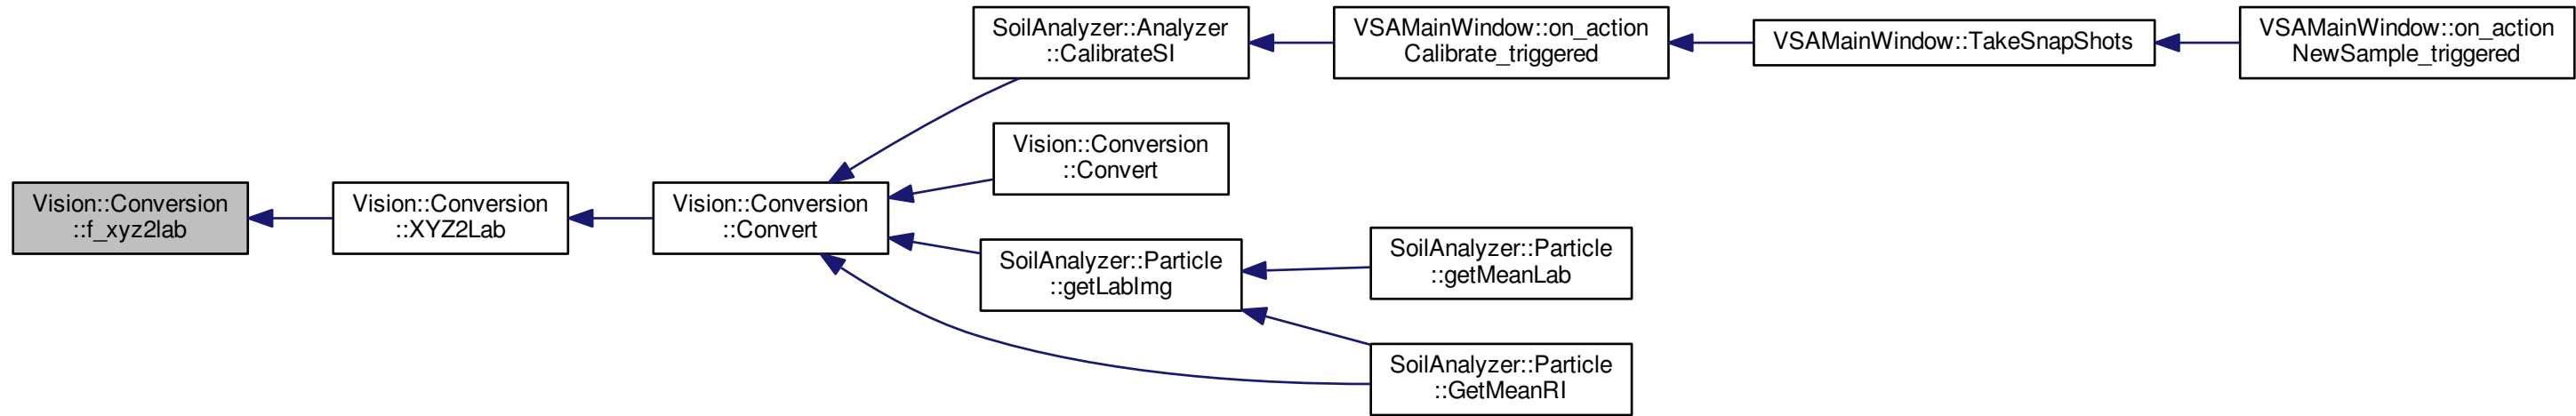 SoilAnalyzer::Analyzer
::CalibrateSI
VSAMainWindow::on_action
Calibrate_triggered
VSAMainWindow::TakeSnapShots
VSAMainWindow::on_action
NewSample_triggered
Vision::Conversion
::Convert
Vision::Conversion
::f_xyz2lab
Vision::Conversion
::XYZ2Lab
Vision::Conversion
::Convert
SoilAnalyzer::Particle
::getLabImg
SoilAnalyzer::Particle
::getMeanLab
SoilAnalyzer::Particle
::GetMeanRI